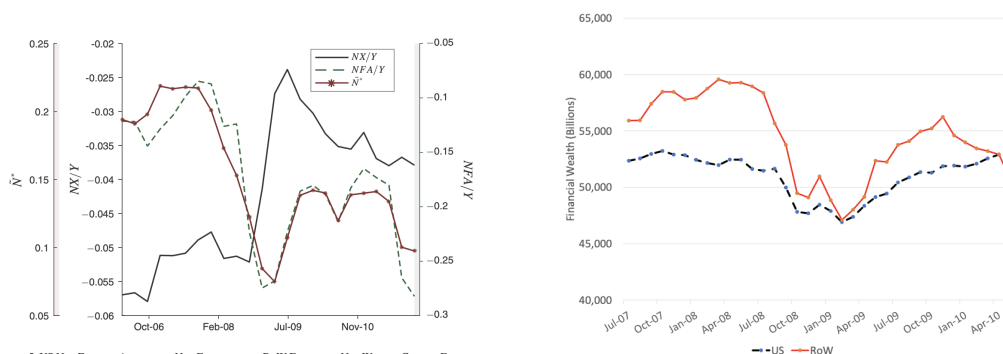 0.25
0.2
0.15
0.1
0.05
Ñ*
-0.02
-0.025
-0.03
-0.035
-0.04
-0.045
-0.05
-0.055
-0.06
NX/Y
NX/Y
NFA/Y
Ñ*
−0.05
−0.1
−0.15
−0.2
−0.25
−0.3
NFA/Y
Oct-06 Feb-08 Jul-09 Nov-10
65,000
60,000
55,000
50,000
45,000
40,000
Financial Wealth (Billions)
Jul-07 Oct-07 Jan-08 Apr-08 Jul-08 Oct-08 Jan-09 Apr-09 Jul-09 Oct-09 Jan-10 Apr-10
US RoW